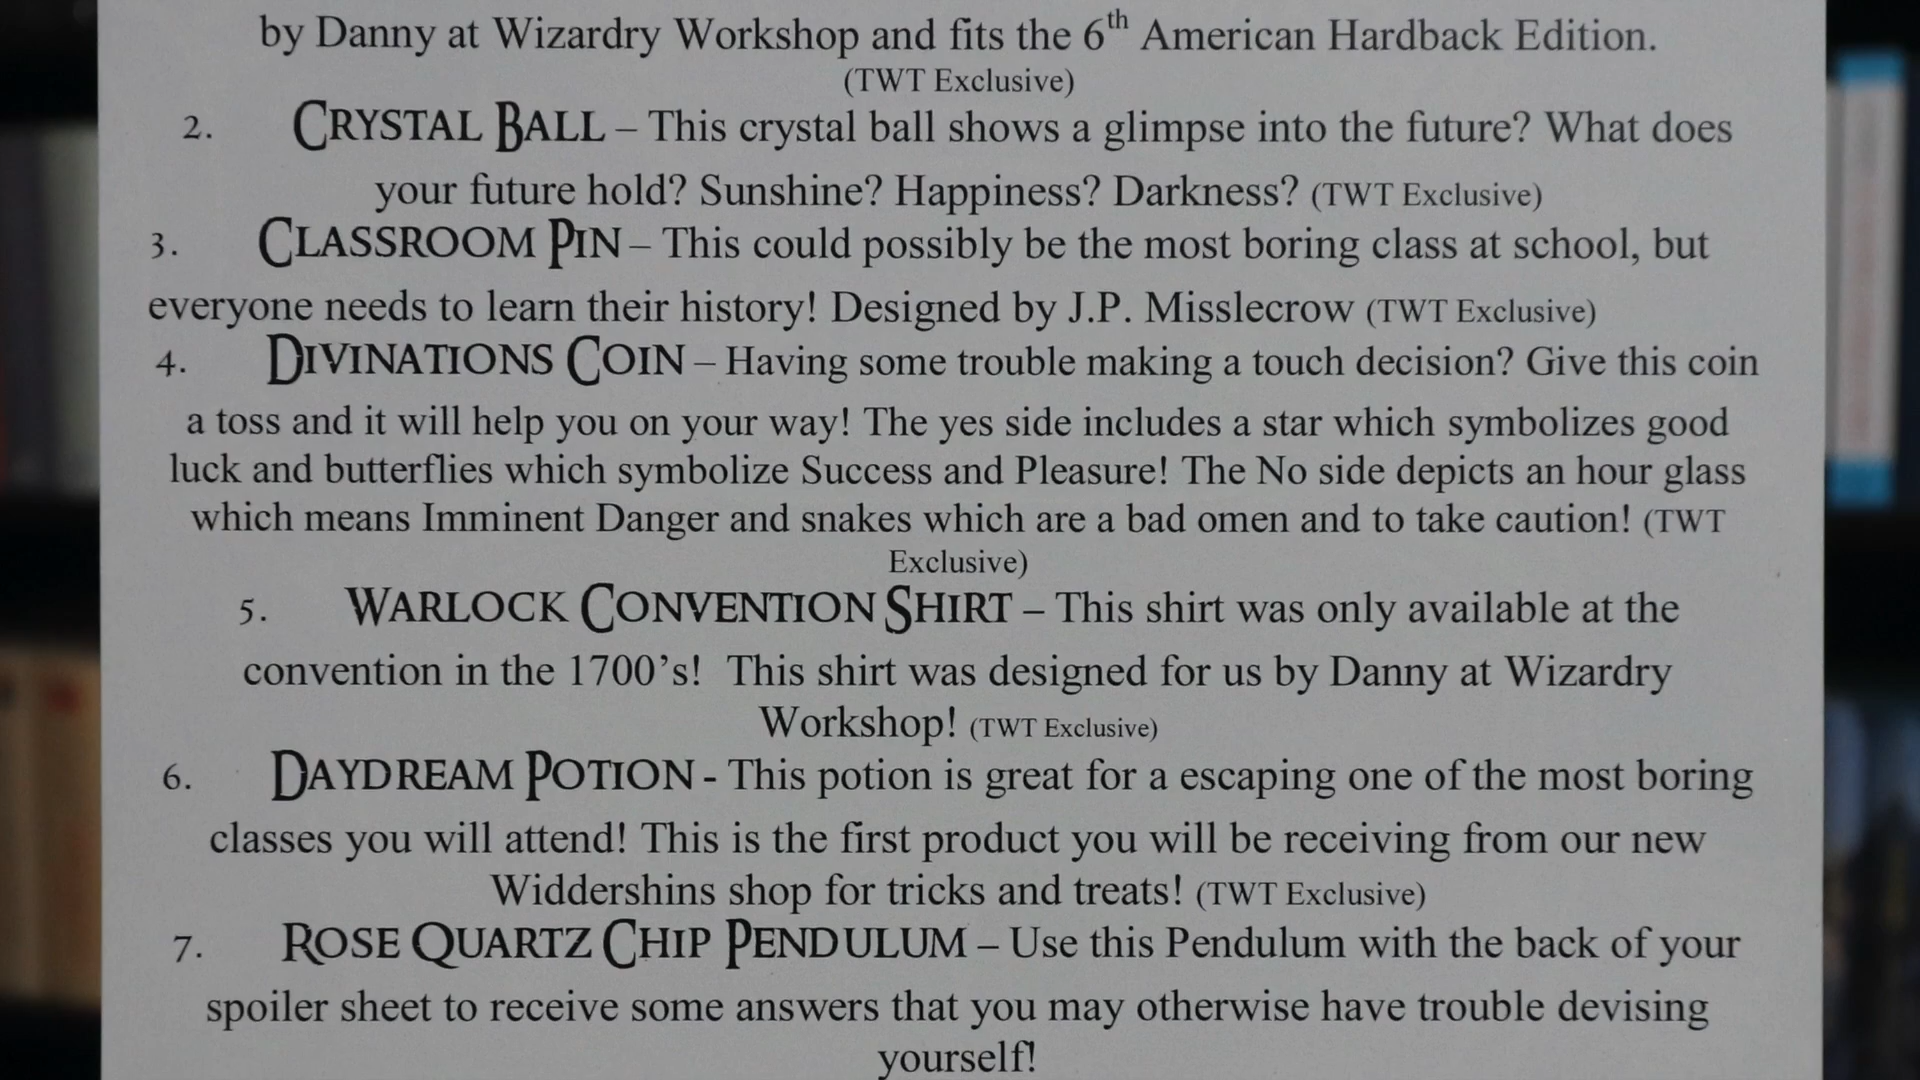 by Danny at Wizardry Workshop and fits the 6th American Hardback Edition.
(TWT Exclusive)
2. CRYSTAL BALL – This crystal ball shows a glimpse into the future? What does
your future hold? Sunshine? Happiness? Darkness? (TWT Exclusive)
3. CLASSROOM PIN – This could possibly be the most boring class at school, but
everyone needs to learn their history! Designed by J.P. Misslecrow (TWT Exclusive)
4. DIVINATIONS COIN – Having some trouble making a touch decision? Give this coin
a toss and it will help you on your way! The yes side includes a star which symbolizes good
luck and butterflies which symbolize Success and Pleasure! The No side depicts an hour glass
which means Imminent Danger and snakes which are a bad omen and to take caution! (TWT
Exclusive)
5. WARLOCK CONVENTION SHIRT – This shirt was only available at the
convention in the 1700's! This shirt was designed for us by Danny at Wizardry
Workshop! (TWT Exclusive)
6. DAYDREAM POTION - This potion is great for a escaping one of the most boring
classes you will attend! This is the first product you will be receiving from our new
Widdershins shop for tricks and treats! (TWT Exclusive)
7. ROSE QUARTZ CHIP PENDULUM – Use this Pendulum with the back of your
spoiler sheet to receive some answers that you may otherwise have trouble devising
yourself!